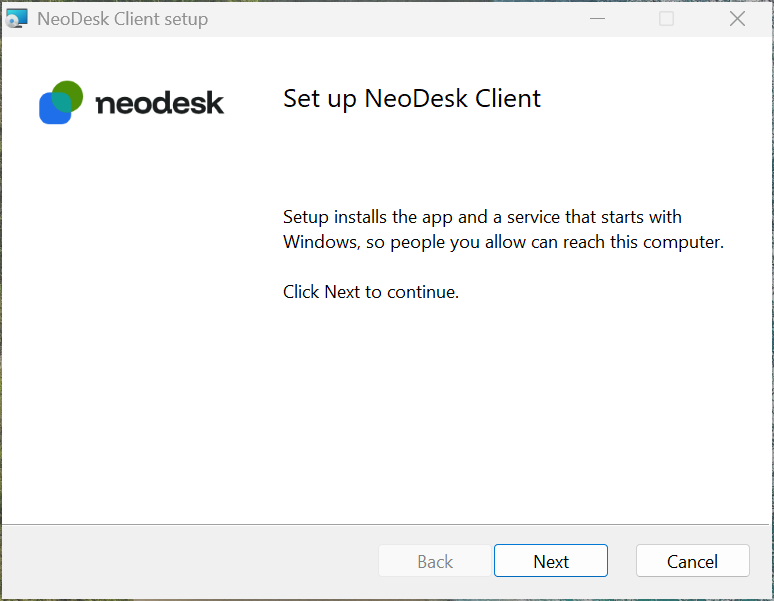 NeoDesk Client setup
neodesk
Set up NeoDesk Client
Setup installs the app and a service that starts with
Windows, so people you allow can reach this computer.
Click Next to continue.
Back
Next
Cancel